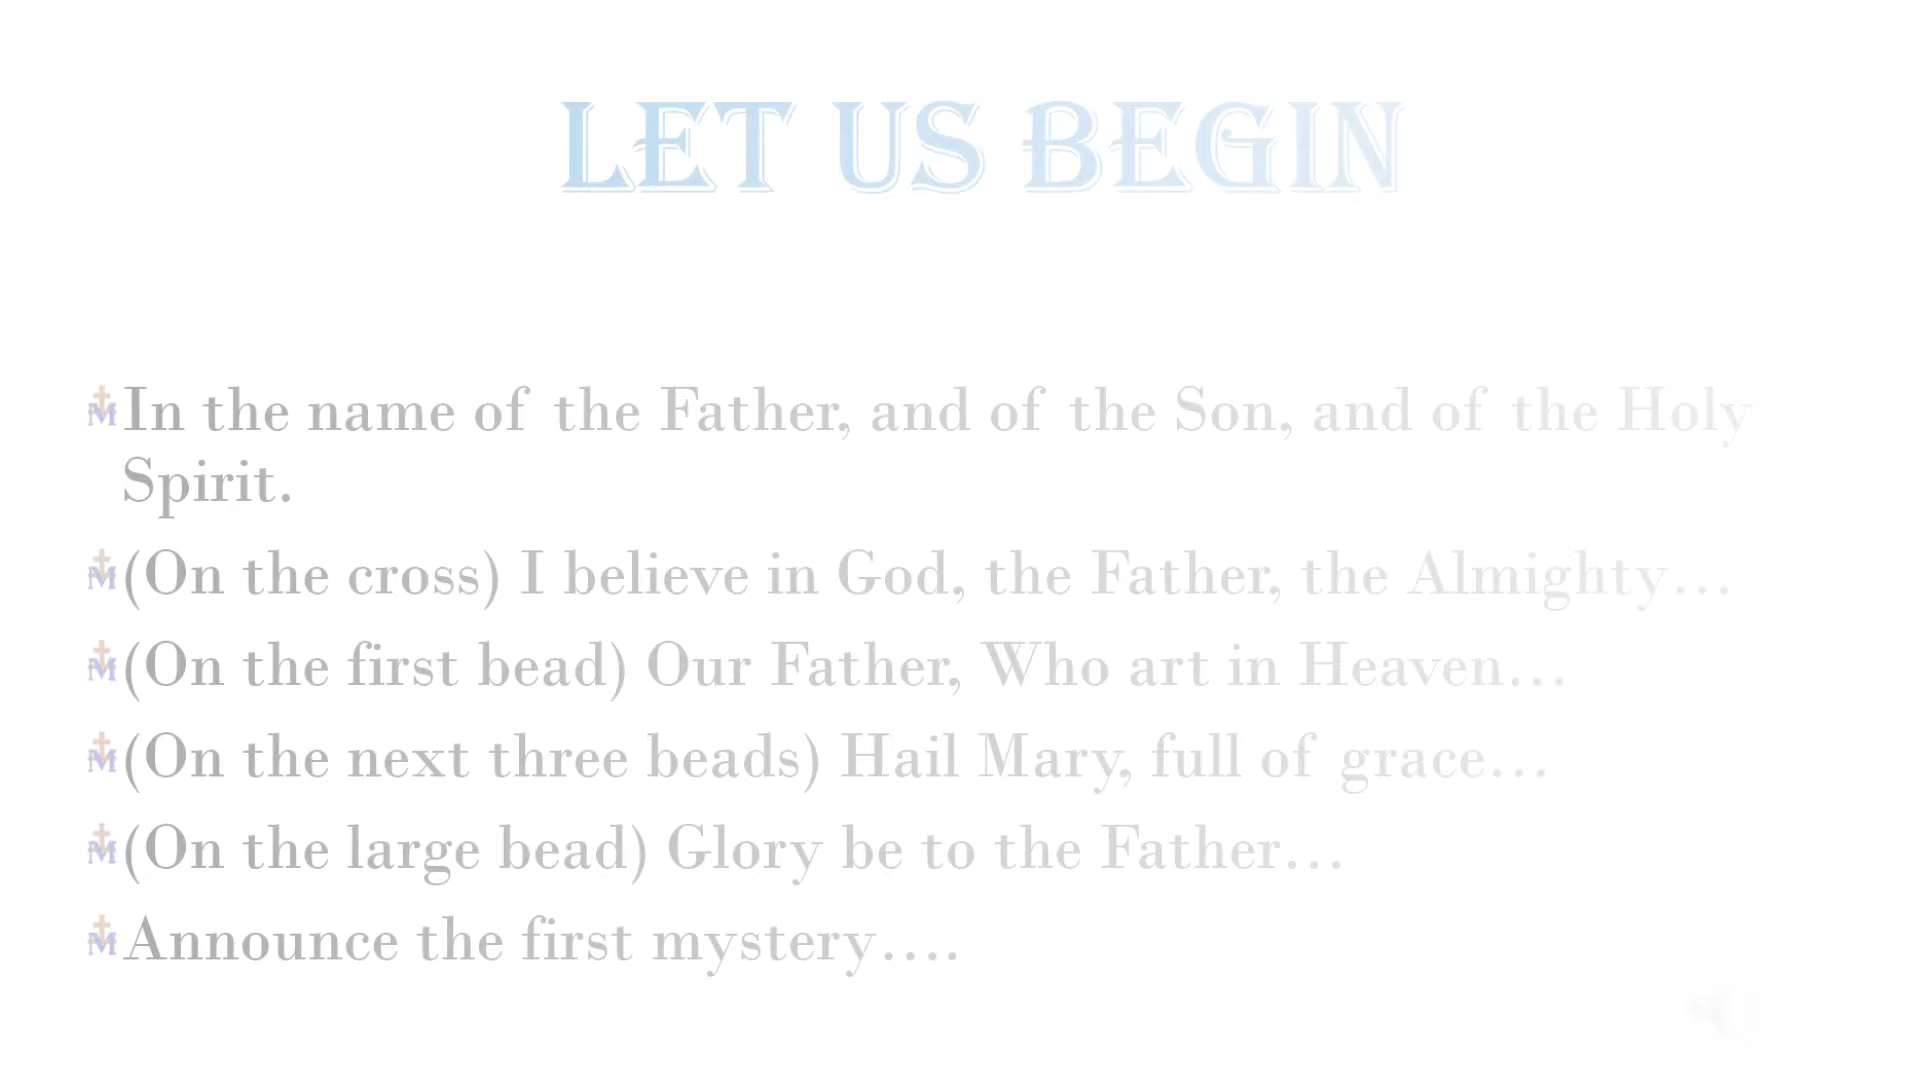 LET US BEGIN
In the name of the Father, and of the Son, and of the Holy
Spirit.
(On the cross) I believe in God, the Father, the Almighty…
(On the first bead) Our Father, Who art in Heaven…
(On the next three beads) Hail Mary, full of grace…
(On the large bead) Glory be to the Father…
Announce the first mystery….